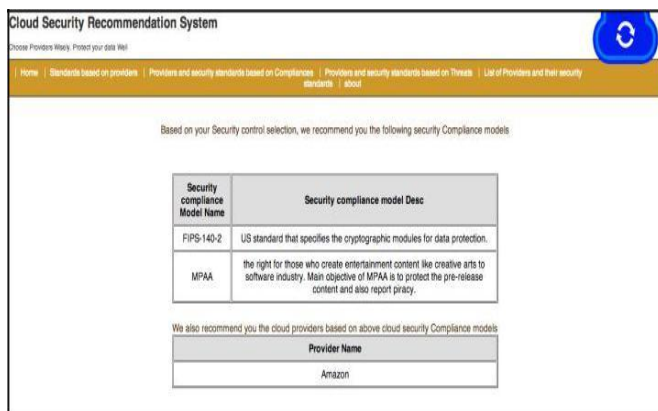 Cloud Security Recommendation System
Choose Providers Wisely, Protect your data Well
| Home | Standards based on providers | Providers and security standards based on Compliances | Providers and security standards based on Threats | List of Providers and their security
standards | about
Based on your Security control selection, we recommend you the following security Compliance models
Security
compliance
Model Name
Security compliance model Desc
FIPS-140-2
US standard that specifies the cryptographic modules for data protection.
MPAA
the right for those who create entertainment content like creative arts to
software industry. Main objective of MPAA is to protect the pre-release
content and also report piracy.
We also recommend you the cloud providers based on above cloud security Compliance models
Provider Name
Amazon